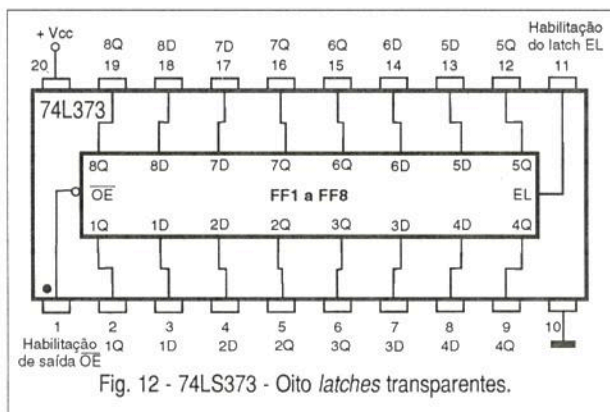 Habilitação
do latch EL
+ Vcc
8Q 8D 7D 7Q 6Q 6D 5D 5Q
20 19 18 17 16 15 14 13 12 11
74L373
8Q 8D 7D 7Q 6Q 6D 5D 5Q
OE FF1 a FF8 EL
1Q 1D 2D 2Q 3Q 3D 4D 4Q
1 2 3 4 5 6 7 8 9 10
Habilitação
de saída OE
1Q 1D 2D 2Q 3Q 3D 4D 4Q
Fig. 12 - 74LS373 - Oito latches transparentes.